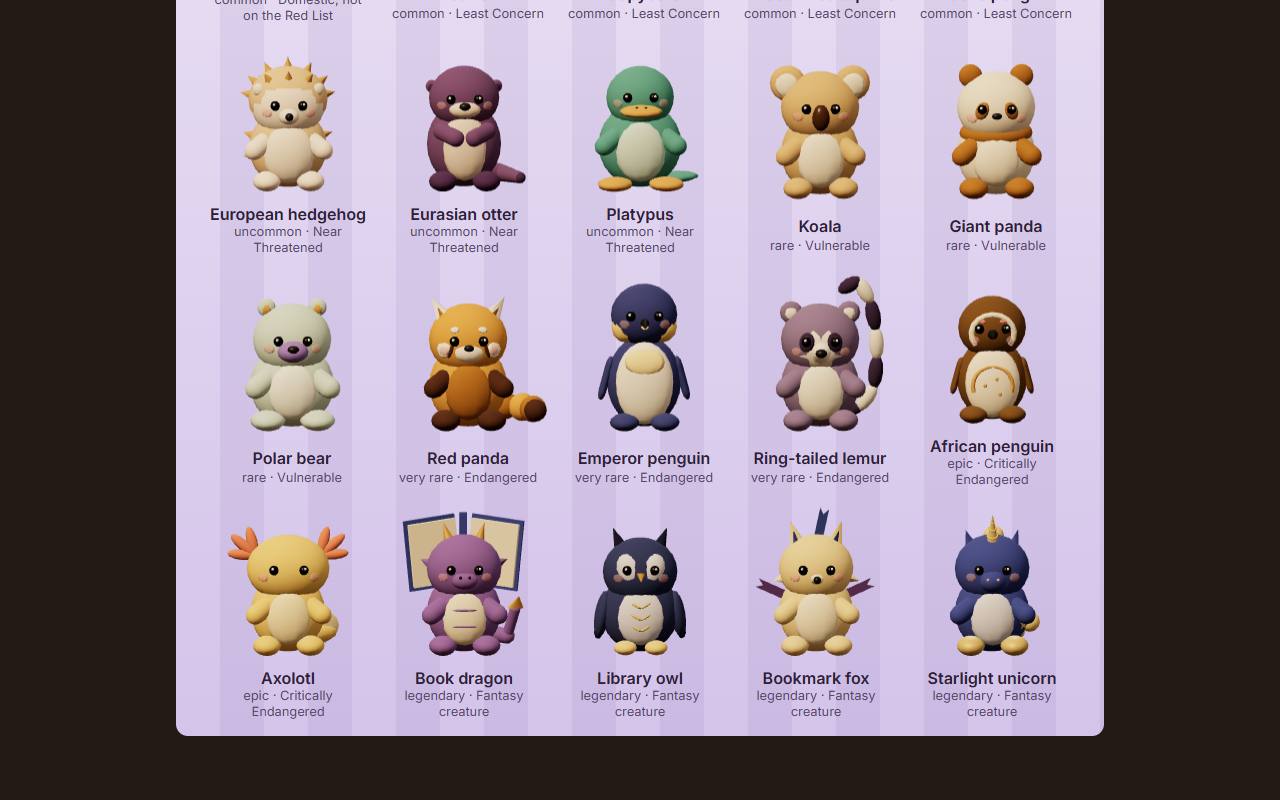 on the Red List
common · Least Concern
common · Least Concern
common · Least Concern
common · Least Concern
European hedgehog
uncommon · Near
Threatened
Eurasian otter
uncommon · Near
Threatened
Platypus
uncommon · Near
Threatened
Koala
rare · Vulnerable
Giant panda
rare · Vulnerable
Polar bear
rare · Vulnerable
Red panda
very rare · Endangered
Emperor penguin
very rare · Endangered
Ring-tailed lemur
very rare · Endangered
African penguin
epic · Critically
Endangered
Axolotl
epic · Critically
Endangered
Book dragon
legendary · Fantasy
creature
Library owl
legendary · Fantasy
creature
Bookmark fox
legendary · Fantasy
creature
Starlight unicorn
legendary · Fantasy
creature